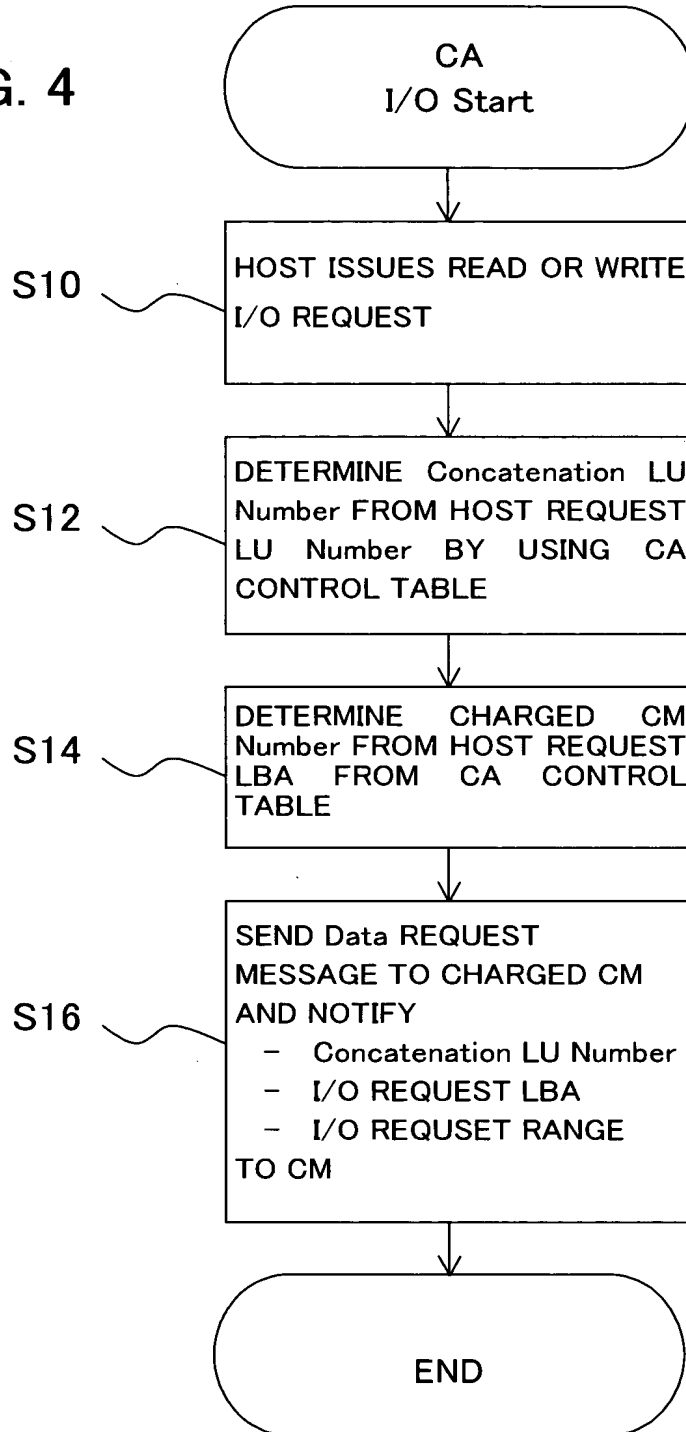 G. 4
CA
I/O Start
S10
HOST ISSUES READ OR WRITE
I/O REQUEST
S12
DETERMINE Concatenation LU
Number FROM HOST REQUEST
LU Number BY USING CA
CONTROL TABLE
S14
DETERMINE CHARGED CM
Number FROM HOST REQUEST
LBA FROM CA CONTROL
TABLE
S16
SEND Data REQUEST
MESSAGE TO CHARGED CM
AND NOTIFY
- Concatenation LU Number
- I/O REQUEST LBA
- I/O REQUSET RANGE
TO CM
END